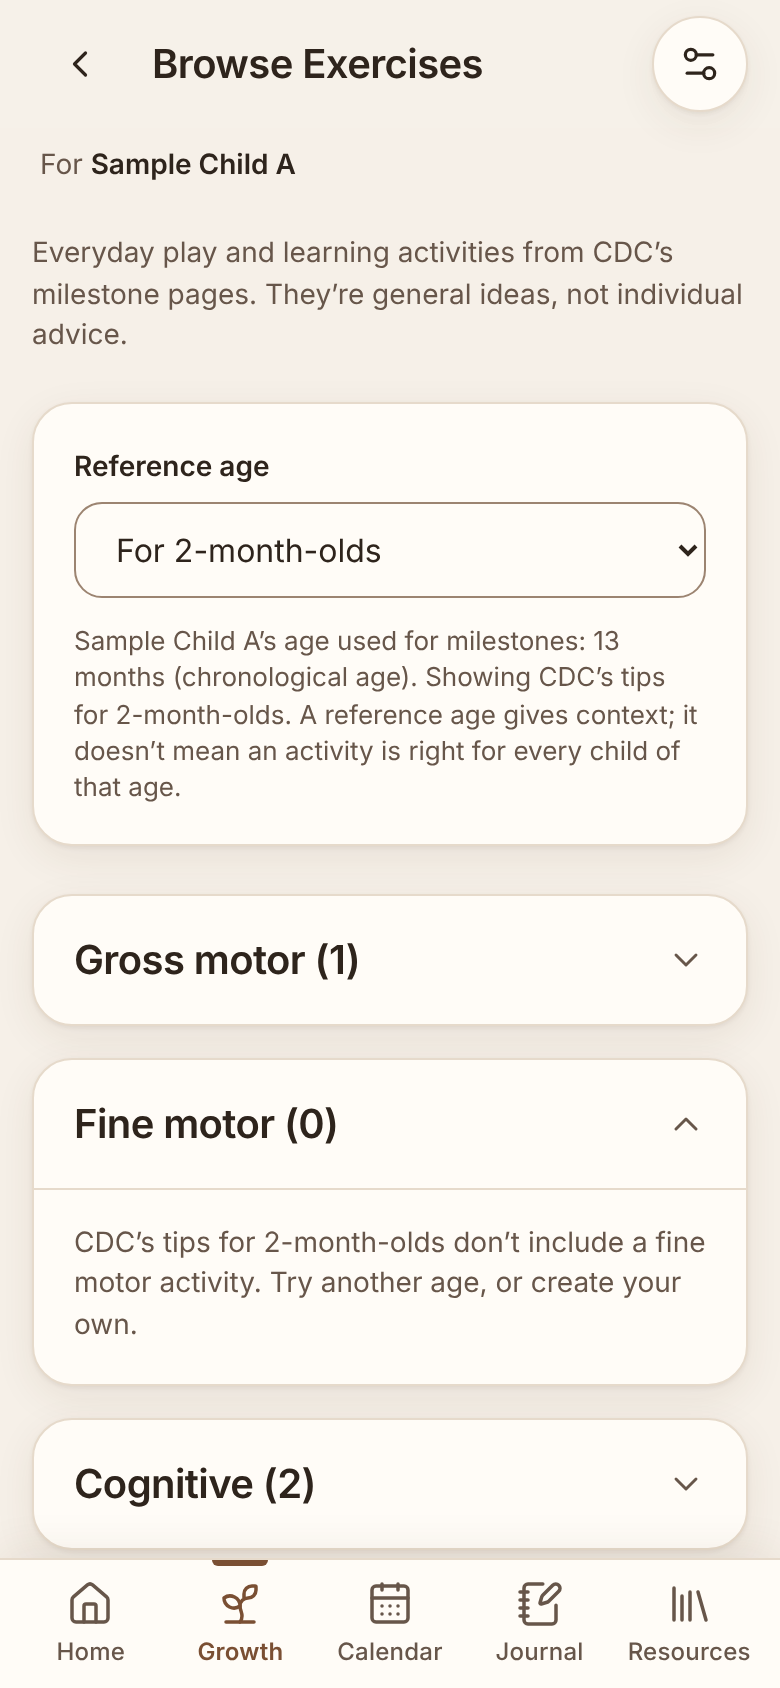 Browse Exercises
For Sample Child A
Everyday play and learning activities from CDC’s
milestone pages. They’re general ideas, not individual
advice.
Reference age
For 2-month-olds
Sample Child A’s age used for milestones: 13
months (chronological age). Showing CDC’s tips
for 2-month-olds. A reference age gives context; it
doesn’t mean an activity is right for every child of
that age.
Gross motor (1)
Fine motor (0)
CDC’s tips for 2-month-olds don’t include a fine
motor activity. Try another age, or create your
own.
Cognitive (2)
Home
Growth
Calendar
Journal
Resources